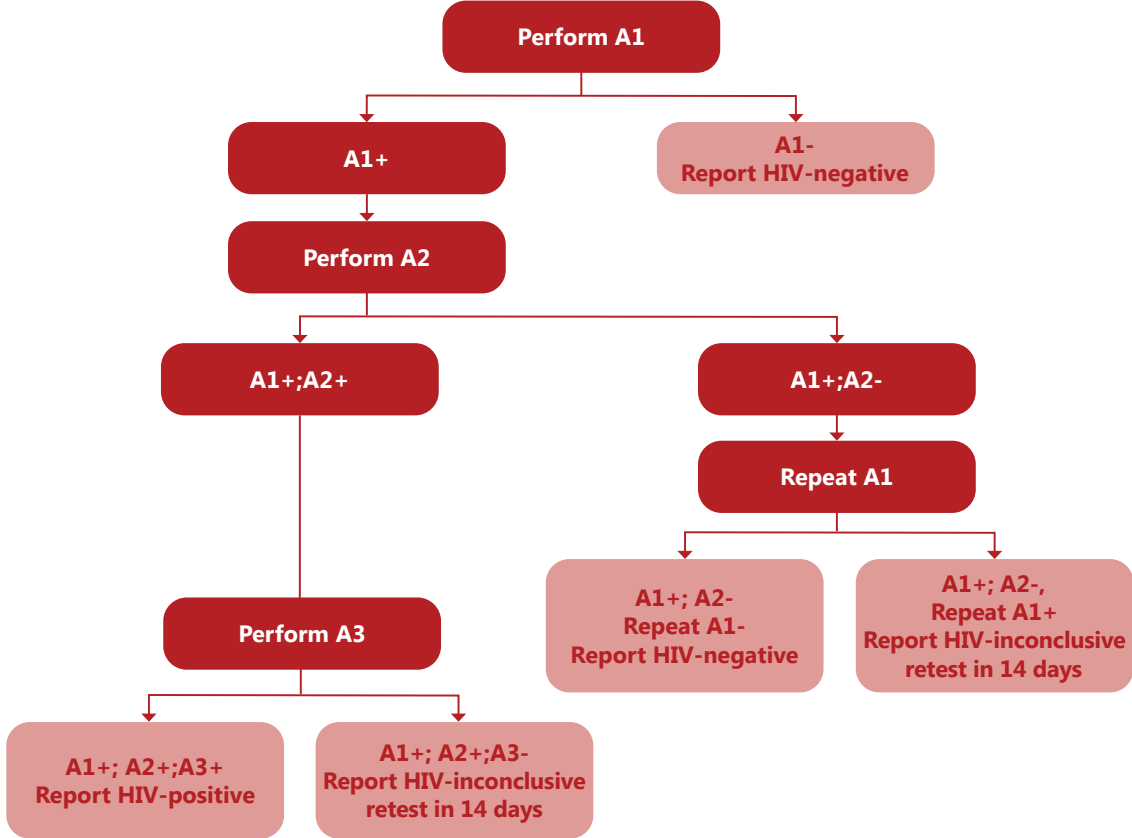 Perform A1
A1+
A1-
Report HIV-negative
Perform A2
A1+;A2+
A1+;A2-
Repeat A1
A1+; A2-
Repeat A1-
Report HIV-negative
A1+; A2-,
Repeat A1+
Report HIV-inconclusive
retest in 14 days
Perform A3
A1+; A2+;A3+
Report HIV-positive
A1+; A2+;A3-
Report HIV-inconclusive
retest in 14 days